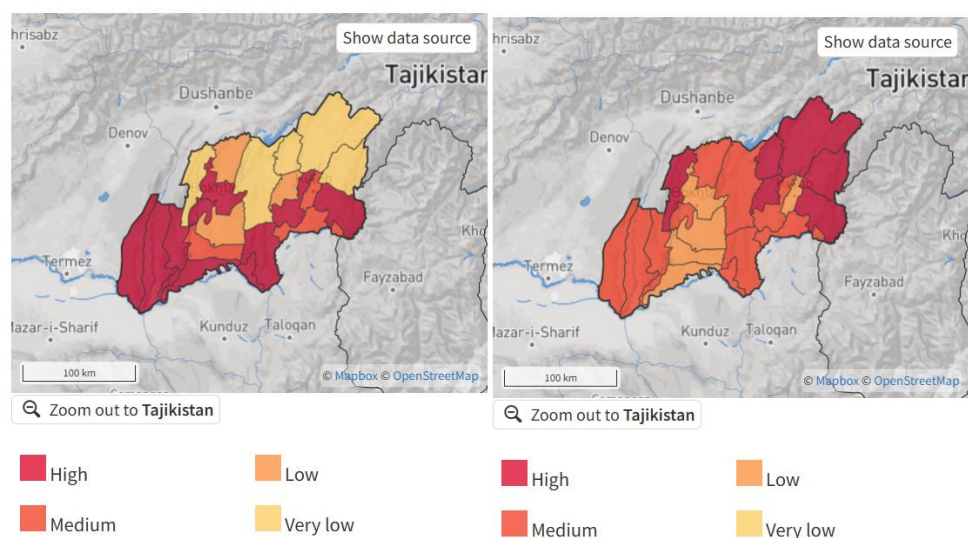 hrisabz
Show data source
Tajikistan
Dushanbe
Denov
Kho
Termez
Fayzabad
Mazar-i-Sharif
Kunduz
Taloqan
100 km
© Mapbox © OpenStreetMap
Zoom out to Tajikistan
High
Low
Medium
Very low
hrisabz
Show data source
Tajikistan
Dushanbe
Denov
Kho
Termez
Fayzabad
Mazar-i-Sharif
Kunduz
Taloqan
100 km
© Mapbox © OpenStreetMap
Zoom out to Tajikistan
High
Low
Medium
Very low